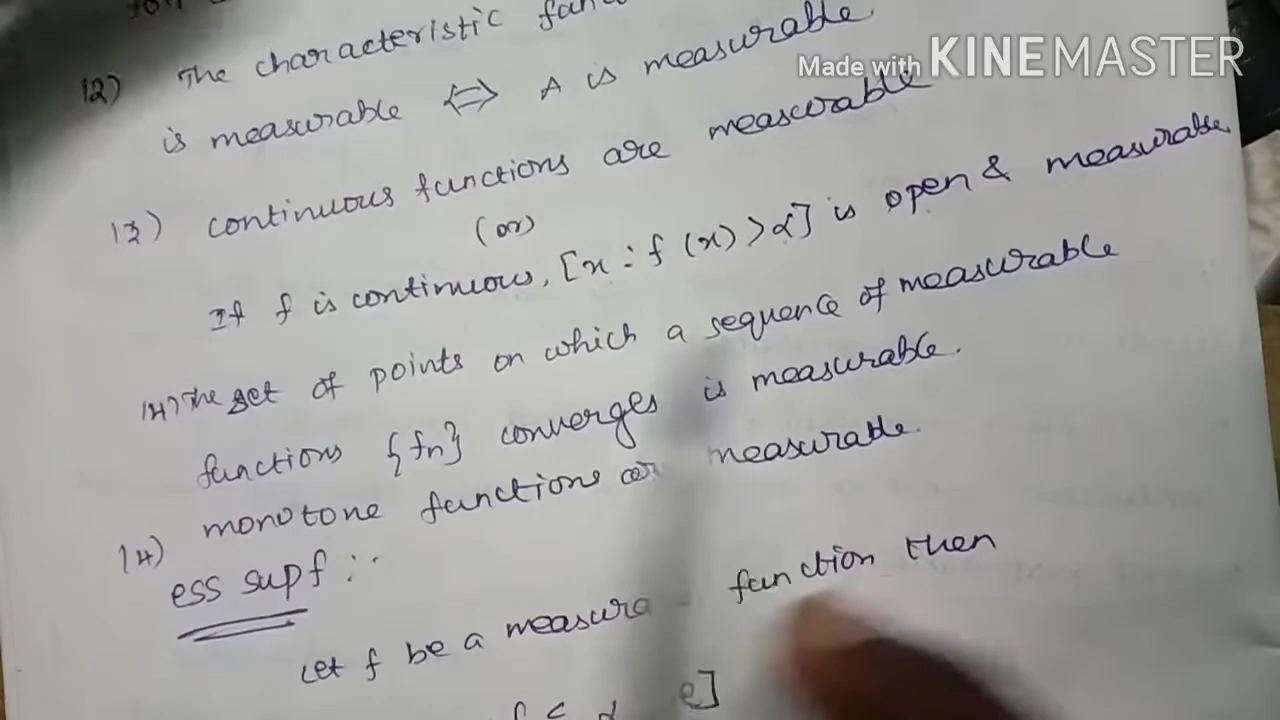 12) The characteristic
is measurable ⇔ A is measurable
Made with KINEMASTER
13) continuous functions are measurable
(or)
If f is continuous, [x : f(x) > α] is open & measurable
14) The set of points on which a sequence of measurable
functions {fn} converges is measurable.
14) monotone functions measurable.
ess sup f :-
Let f be a function then
f ≤ α e]